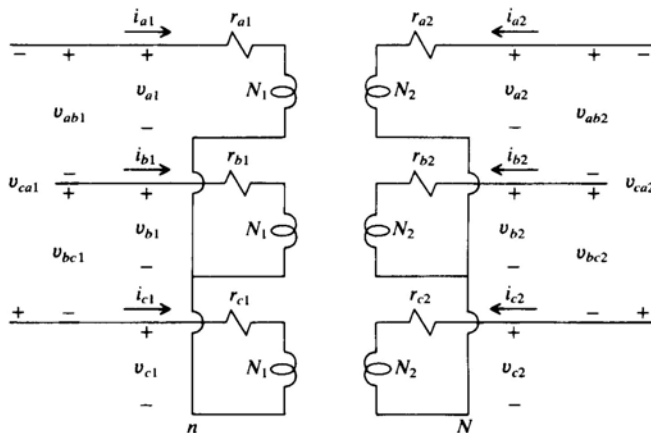 i_a1 r_a1 r_a2 i_a2
− + + + + −
v_ab1 v_a1 N_1 N_2 v_a2 v_ab2
− −
− i_b1 r_b1 r_b2 i_b2 −
v_ca1 + + + + v_ca2
v_bc1 v_b1 N_1 N_2 v_b2 v_bc2
− −
+ − i_c1 r_c1 r_c2 i_c2 − +
+ +
v_c1 N_1 N_2 v_c2
− −
n N